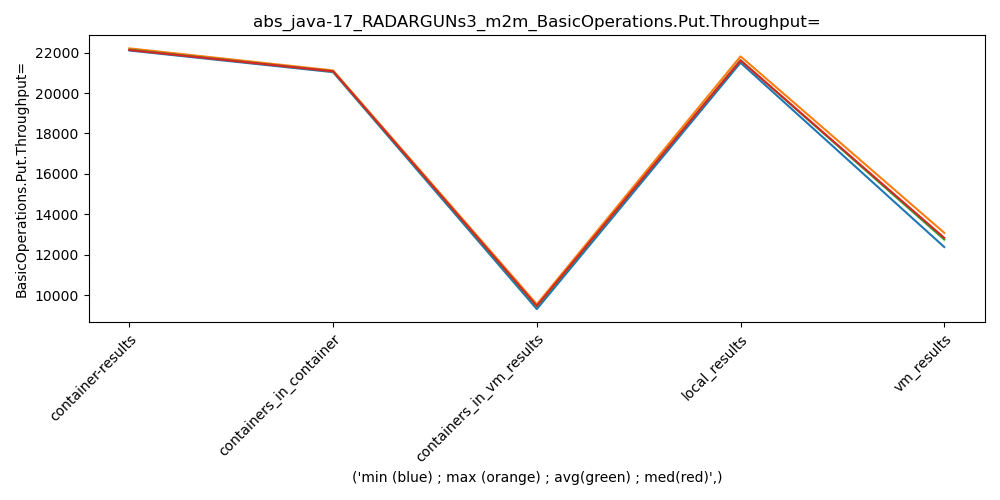 abs_java-17_RADARGUNs3_m2m_BasicOperations.Put.Throughput=
BasicOperations.Put.Throughput=
22000
20000
18000
16000
14000
12000
10000
container-results
containers_in_container
containers_in_vm_results
local_results
vm_results
('min (blue) ; max (orange) ; avg(green) ; med(red)',)